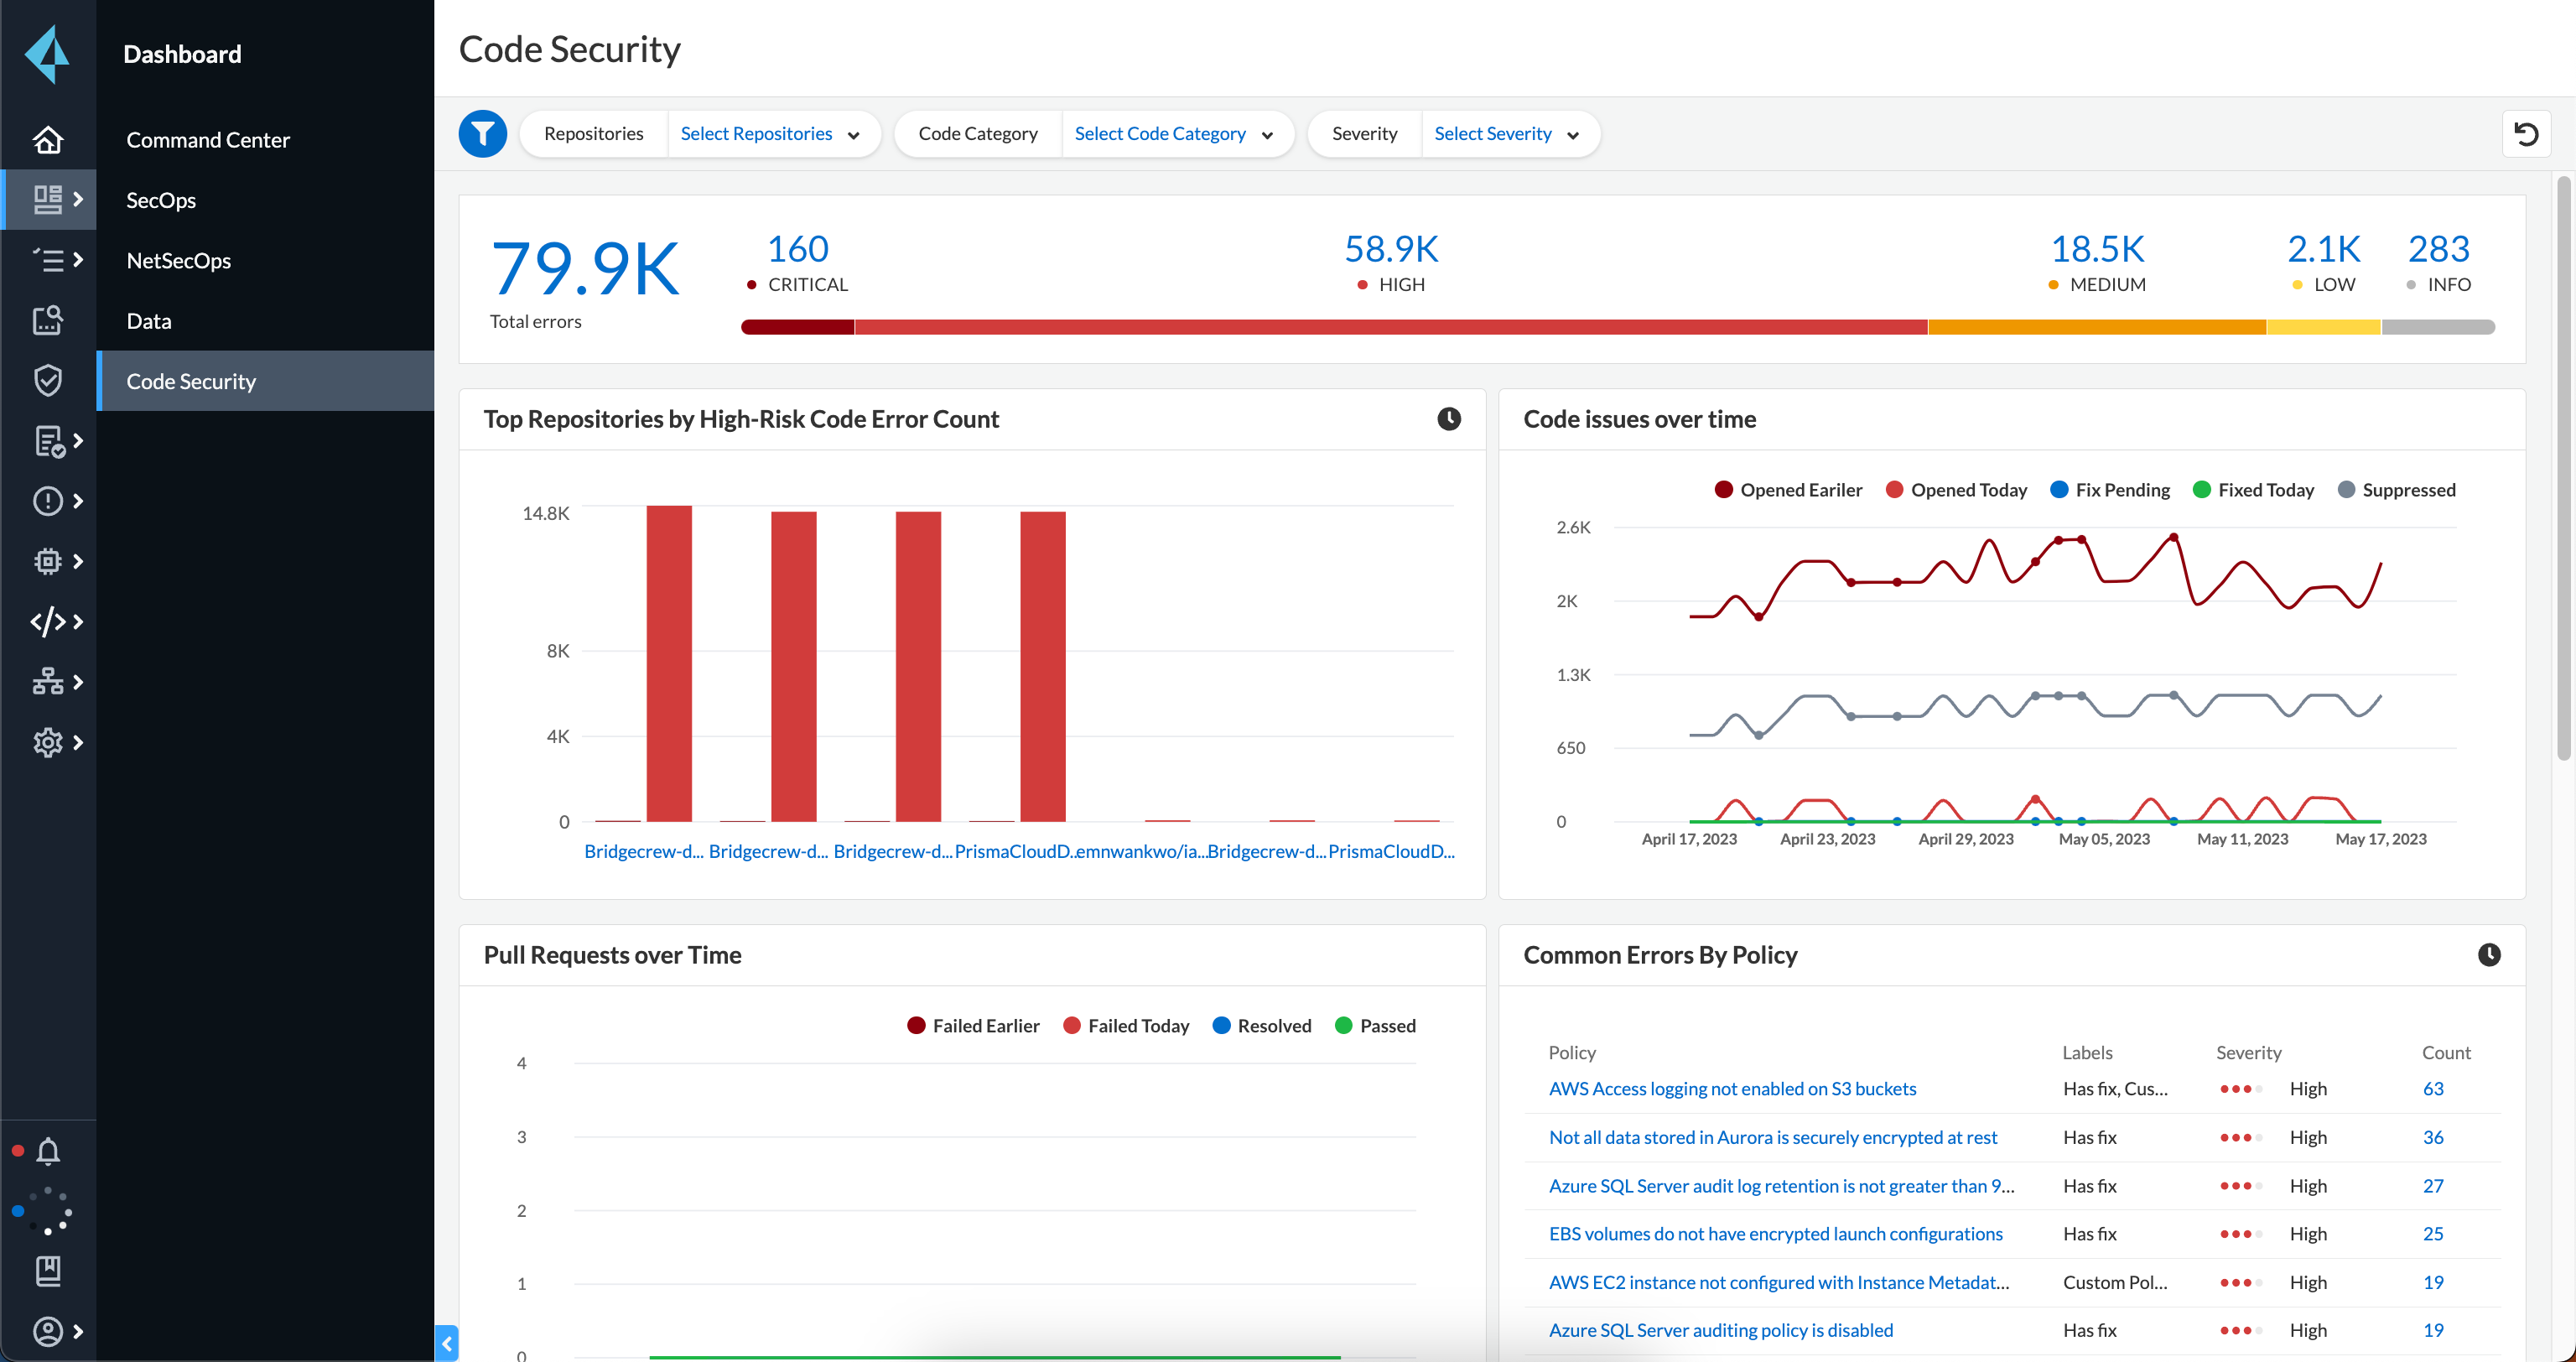 Dashboard
Command Center
SecOps
NetSecOps
Data
Code Security
Code Security
Repositories Select Repositories Code Category Select Code Category Severity Select Severity
79.9K
Total errors
160
CRITICAL
58.9K
HIGH
18.5K
MEDIUM
2.1K
LOW
283
INFO
Top Repositories by High-Risk Code Error Count
14.8K
8K
4K
0
Bridgecrew-d... Bridgecrew-d... Bridgecrew-d... PrismaCloudD... emnwankwo/ia... Bridgecrew-d... PrismaCloudD...
Code issues over time
Opened Eariler Opened Today Fix Pending Fixed Today Suppressed
2.6K
2K
1.3K
650
0
April 17, 2023 April 23, 2023 April 29, 2023 May 05, 2023 May 11, 2023 May 17, 2023
Pull Requests over Time
Failed Earlier Failed Today Resolved Passed
4
3
2
1
0
Common Errors By Policy
Policy Labels Severity Count
AWS Access logging not enabled on S3 buckets Has fix, Cus... High 63
Not all data stored in Aurora is securely encrypted at rest Has fix High 36
Azure SQL Server audit log retention is not greater than 9... Has fix High 27
EBS volumes do not have encrypted launch configurations Has fix High 25
AWS EC2 instance not configured with Instance Metadat... Custom Pol... High 19
Azure SQL Server auditing policy is disabled Has fix High 19